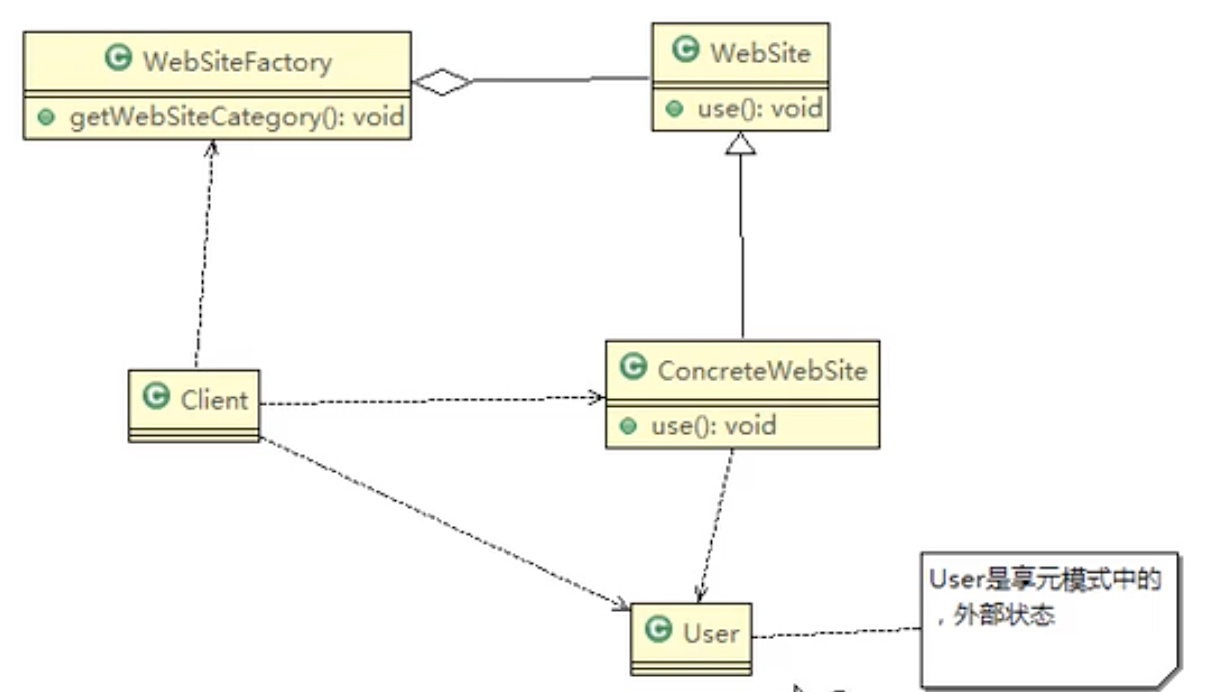 WebSiteFactory
getWebSiteCategory(): void
WebSite
use(): void
Client
ConcreteWebSite
use(): void
User
User是享元模式中的
，外部状态